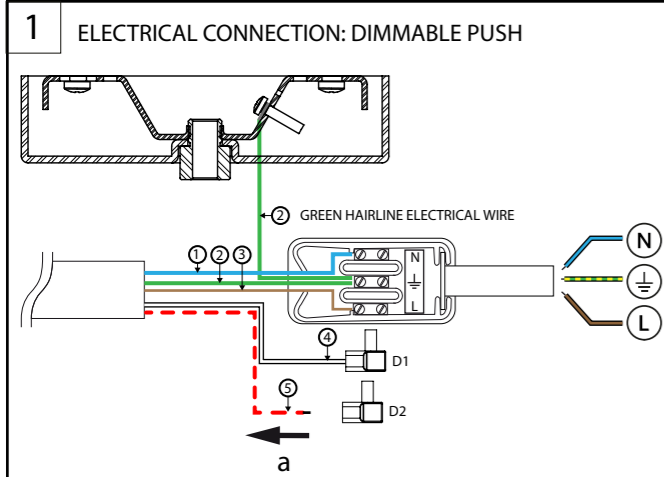 1
ELECTRICAL CONNECTION: DIMMABLE PUSH
2 GREEN HAIRLINE ELECTRICAL WIRE
1 2 3
N
L
N
L
4
D1
5
D2
a